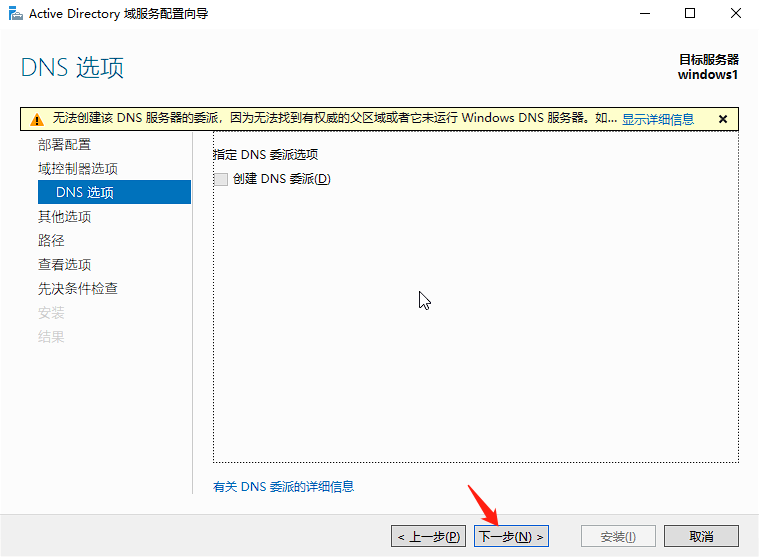 Active Directory 域服务配置向导
DNS 选项
目标服务器
windows1
无法创建该 DNS 服务器的委派，因为无法找到有权威的父区域或者它未运行 Windows DNS 服务器。如... 显示详细信息
部署配置
域控制器选项
DNS 选项
其他选项
路径
查看选项
先决条件检查
安装
结果
指定 DNS 委派选项
创建 DNS 委派(D)
有关 DNS 委派的详细信息
< 上一步(P)
下一步(N) >
安装(I)
取消